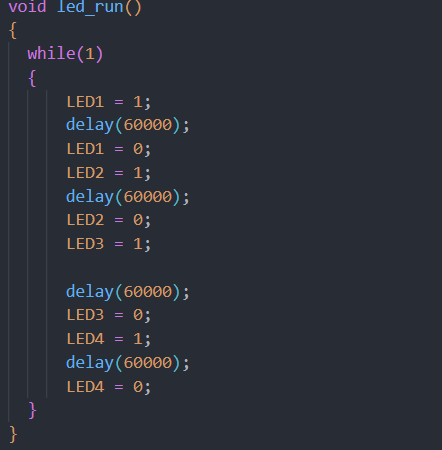 void led_run()
{
  while(1)
  {
      LED1 = 1;
      delay(60000);
      LED1 = 0;
      LED2 = 1;
      delay(60000);
      LED2 = 0;
      LED3 = 1;

      delay(60000);
      LED3 = 0;
      LED4 = 1;
      delay(60000);
      LED4 = 0;
  }
}